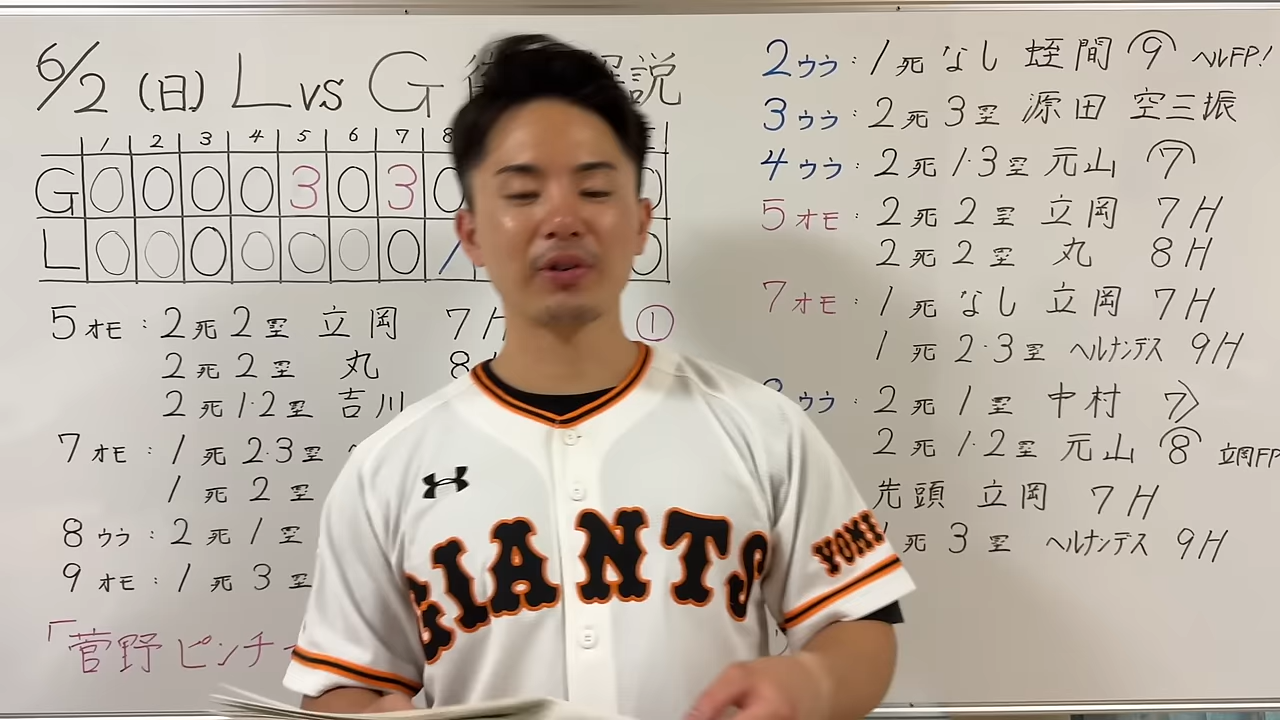 6/2 (日) L vs G 説
1 2 3 4 5 6 7 8
G 0 0 0 0 3 0 3 0 0
L 0 0 0 0 0 0 0 1 0
5オモ:2死2塁 立岡 7H ①
2死2塁 丸 8H
2死1・2塁 吉川
7オモ:1死2・3塁
1死2塁
8ウラ:2死1塁
9オモ:1死3塁
「菅野ピンチ
2ウラ:1死なし 蛭間 9 ヘルFP!
3ウラ:2死3塁 源田 空三振
4ウラ:2死1・3塁 元山 7
5オモ:2死2塁 立岡 7H
2死2塁 丸 8H
7オモ:1死なし 立岡 7H
1死2・3塁 ヘルナンデス 9H
8ウラ:2死1塁 中村 7〉
2死1・2塁 元山 8 立岡FP
先頭 立岡 7H
死3塁 ヘルナンデス 9H
GIANTS
YOMI